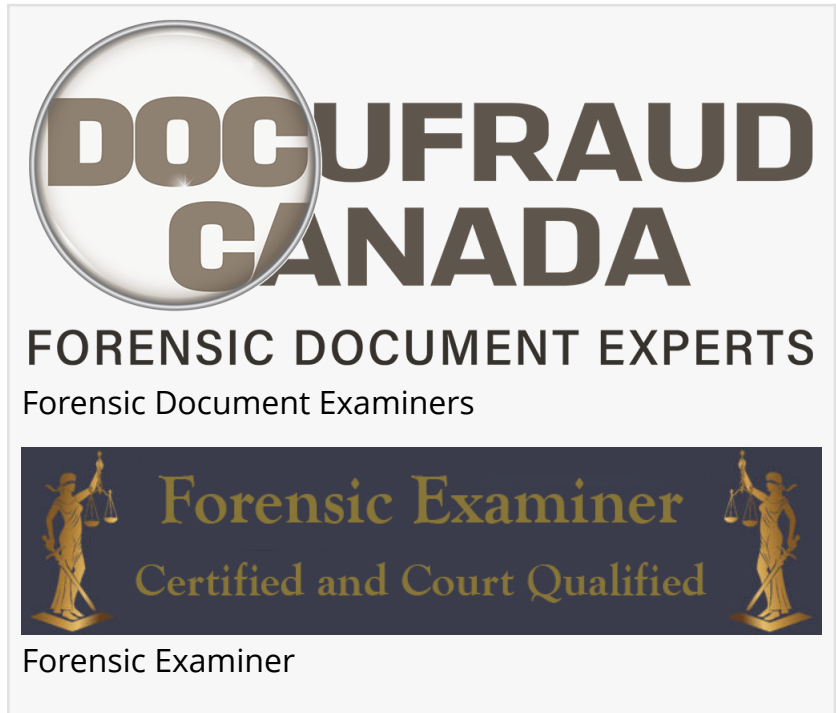 DOCUFRAUD
CANADA
FORENSIC DOCUMENT EXPERTS
Forensic Document Examiners
Forensic Examiner
Certified and Court Qualified
Forensic Examiner